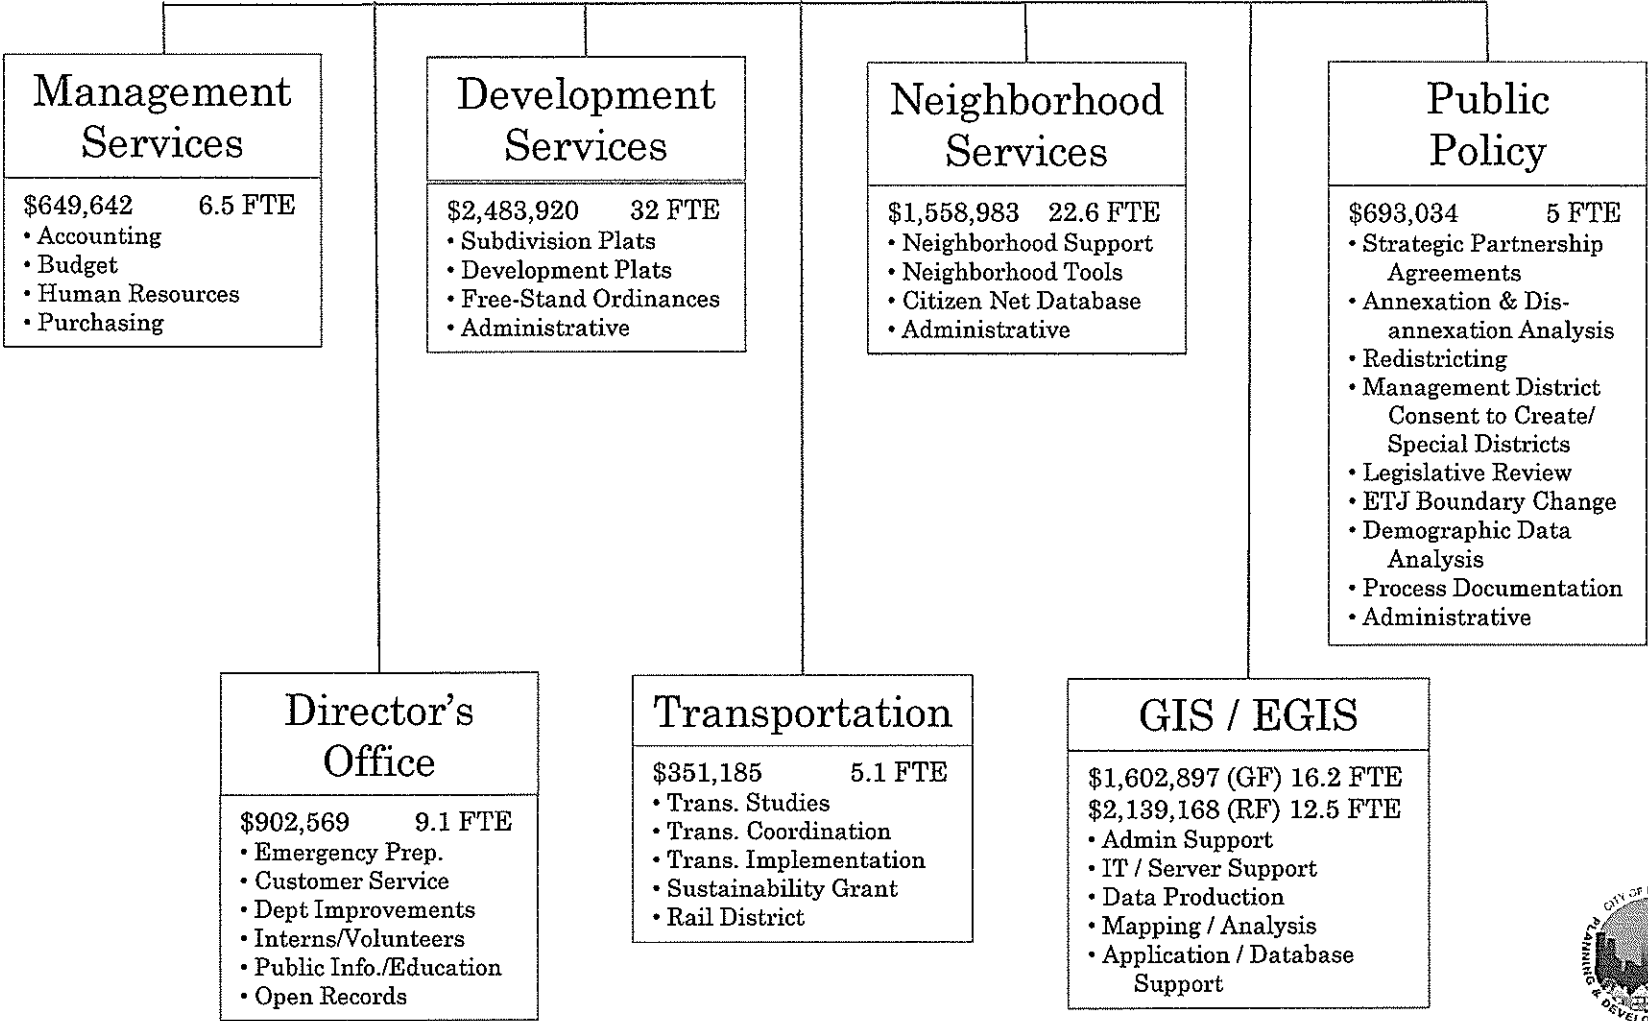 Management
Services
$649,642 6.5 FTE
• Accounting
• Budget
• Human Resources
• Purchasing
Development
Services
$2,483,920 32 FTE
• Subdivision Plats
• Development Plats
• Free-Stand Ordinances
• Administrative
Neighborhood
Services
$1,558,983 22.6 FTE
• Neighborhood Support
• Neighborhood Tools
• Citizen Net Database
• Administrative
Public
Policy
$693,034 5 FTE
• Strategic Partnership
Agreements
• Annexation & Dis-
annexation Analysis
• Redistricting
• Management District
Consent to Create/
Special Districts
• Legislative Review
• ETJ Boundary Change
• Demographic Data
Analysis
• Process Documentation
• Administrative
Director's
Office
$902,569 9.1 FTE
• Emergency Prep.
• Customer Service
• Dept Improvements
• Interns/Volunteers
• Public Info./Education
• Open Records
Transportation
$351,185 5.1 FTE
• Trans. Studies
• Trans. Coordination
• Trans. Implementation
• Sustainability Grant
• Rail District
GIS / EGIS
$1,602,897 (GF) 16.2 FTE
$2,139,168 (RF) 12.5 FTE
• Admin Support
• IT / Server Support
• Data Production
• Mapping / Analysis
• Application / Database
Support
CITY OF
PLANNING &